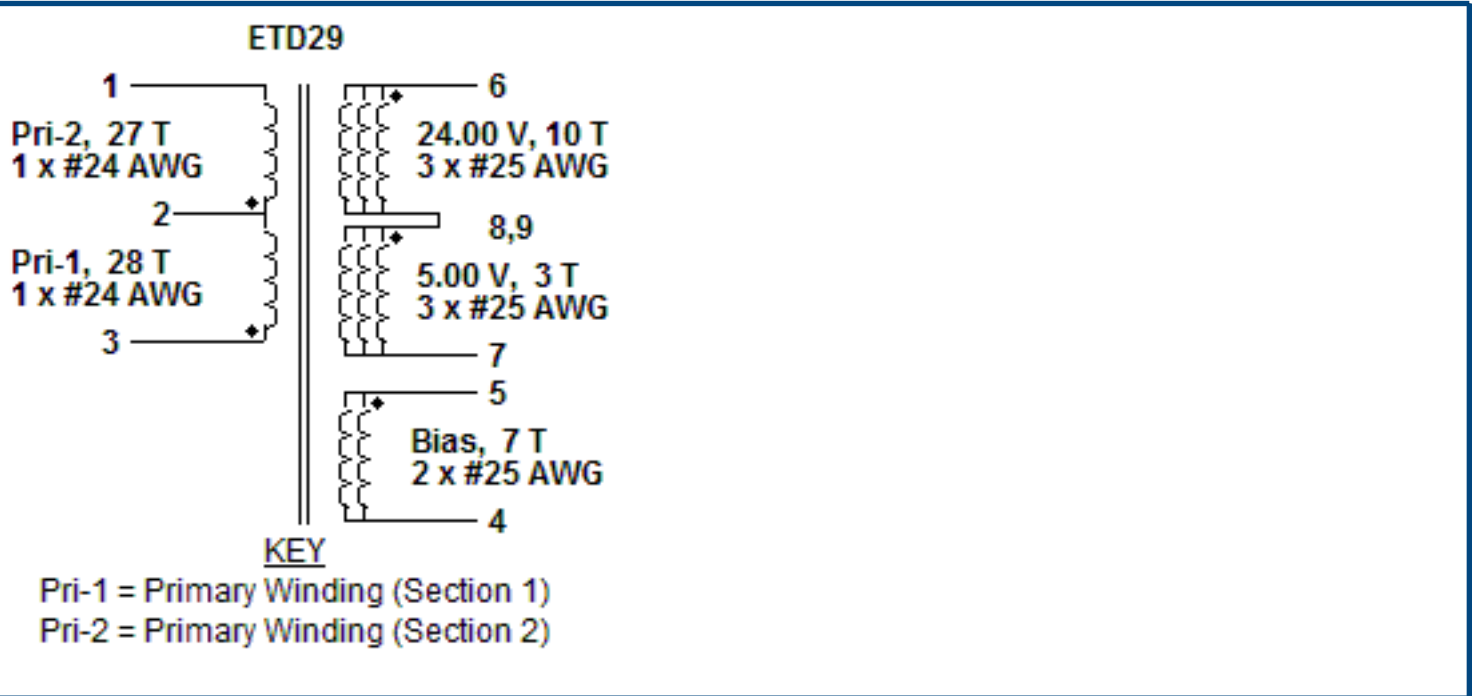 ETD29
1
6
Pri-2, 27 T
1 x #24 AWG
24.00 V, 10 T
3 x #25 AWG
2
8,9
Pri-1, 28 T
1 x #24 AWG
5.00 V, 3 T
3 x #25 AWG
3
7
5
Bias, 7 T
2 x #25 AWG
4
KEY
Pri-1 = Primary Winding (Section 1)
Pri-2 = Primary Winding (Section 2)